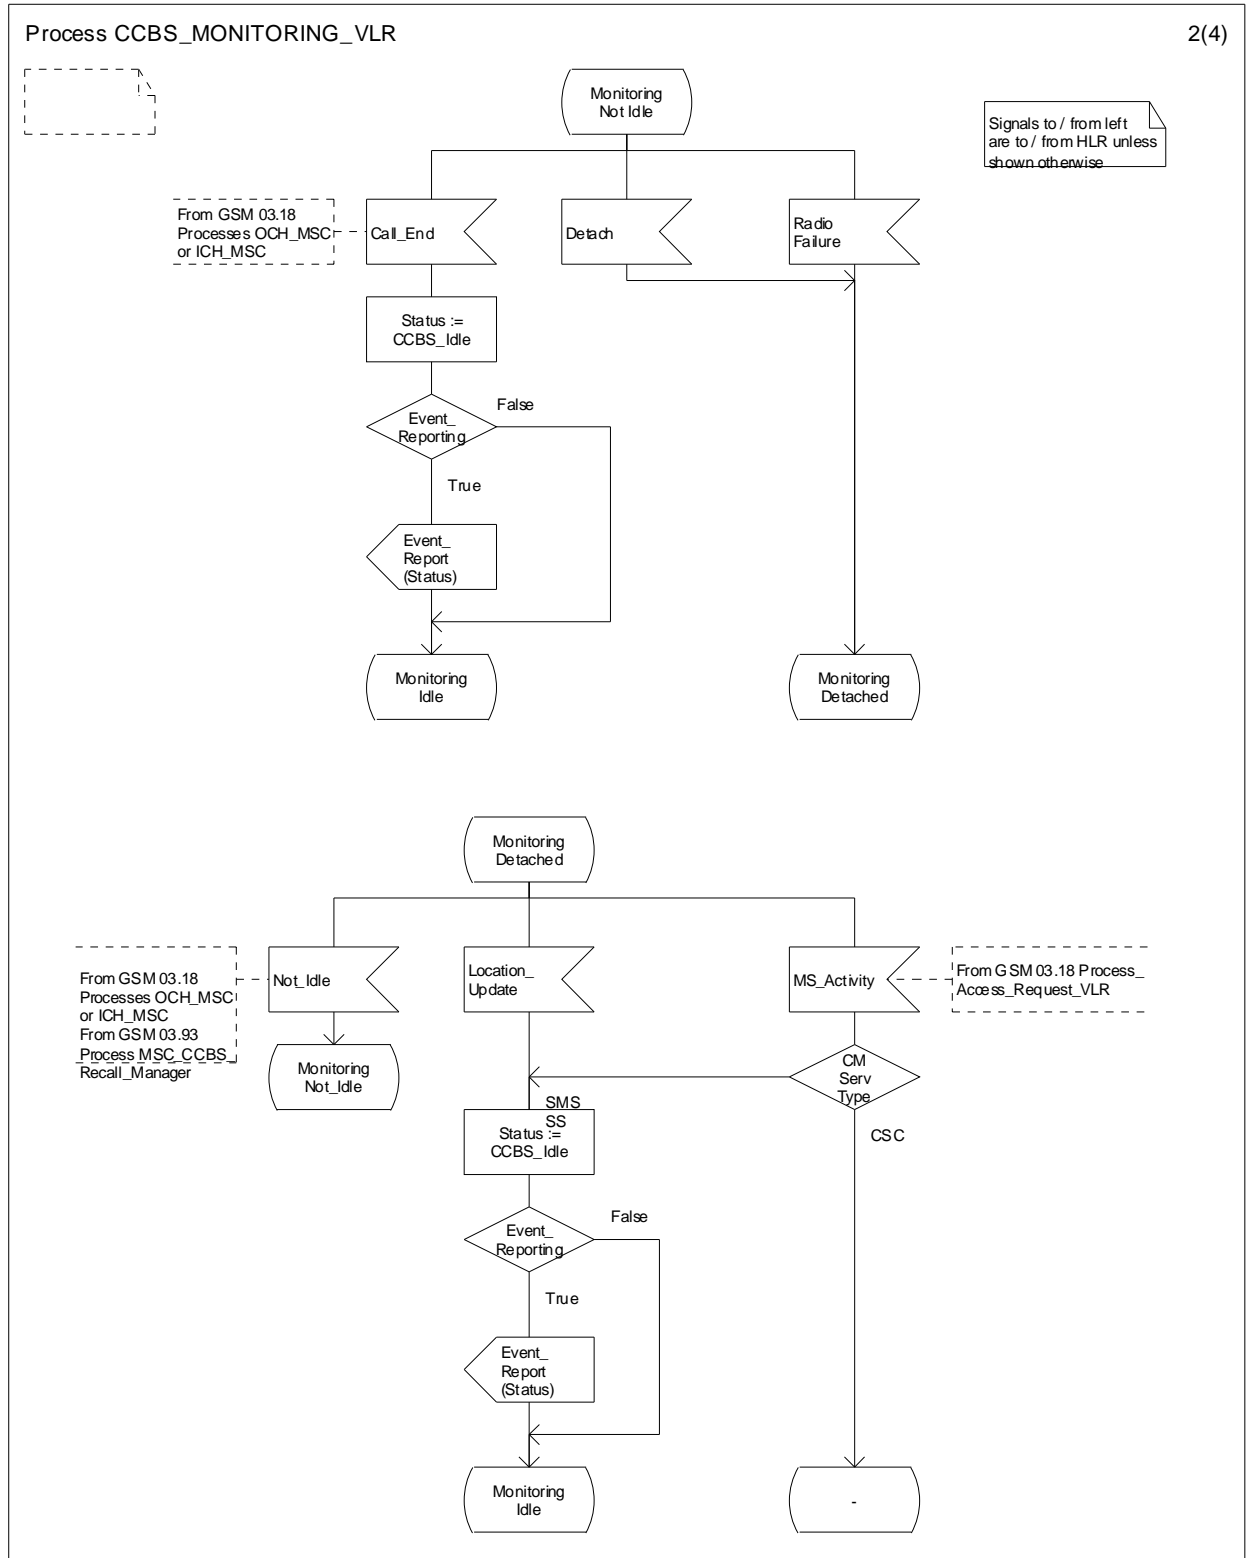 Process CCBS_MONITORING_VLR
2(4)
Monitoring
Not Idle
Signals to / from left
are to / from HLR unless
shown otherwise
From GSM 03.18
Processes OCH_MSC
or ICH_MSC
Call_End
Detach
Radio
Failure
Status :=
CCBS_Idle
Event_
Reporting
False
True
Event_
Report
(Status)
Monitoring
Idle
Monitoring
Detached
Monitoring
Detached
From GSM 03.18
Processes OCH_MSC
or ICH_MSC
From GSM 03.93
Process MSC_CCBS_
Recall_Manager
Not_Idle
Location_
Update
MS_Activity
From GSM 03.18 Process_
Access_Request_VLR
Monitoring
Not_Idle
CM
Serv
Type
SMS
SS
CSC
Status :=
CCBS_Idle
Event_
Reporting
False
True
Event_
Report
(Status)
Monitoring
Idle
-